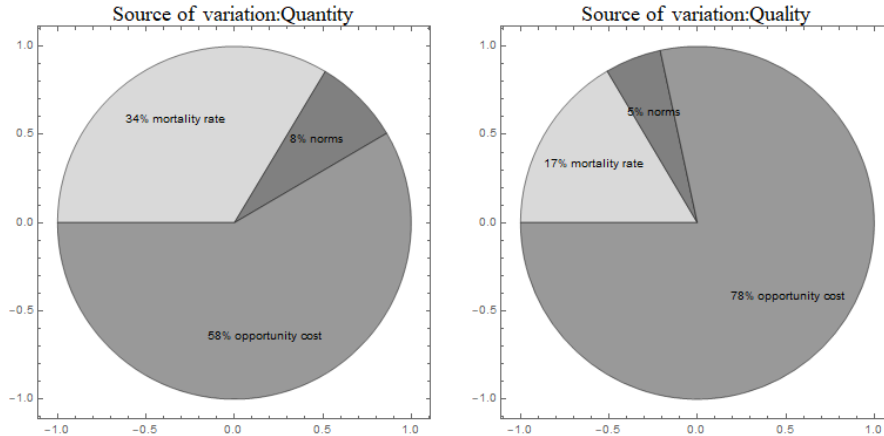 Source of variation:Quantity
1.0
0.5
0.0
−0.5
−1.0
34% mortality rate
8% norms
58% opportunity cost
−1.0 −0.5 0.0 0.5 1.0
Source of variation:Quality
1.0
0.5
0.0
−0.5
−1.0
5% norms
17% mortality rate
78% opportunity cost
−1.0 −0.5 0.0 0.5 1.0